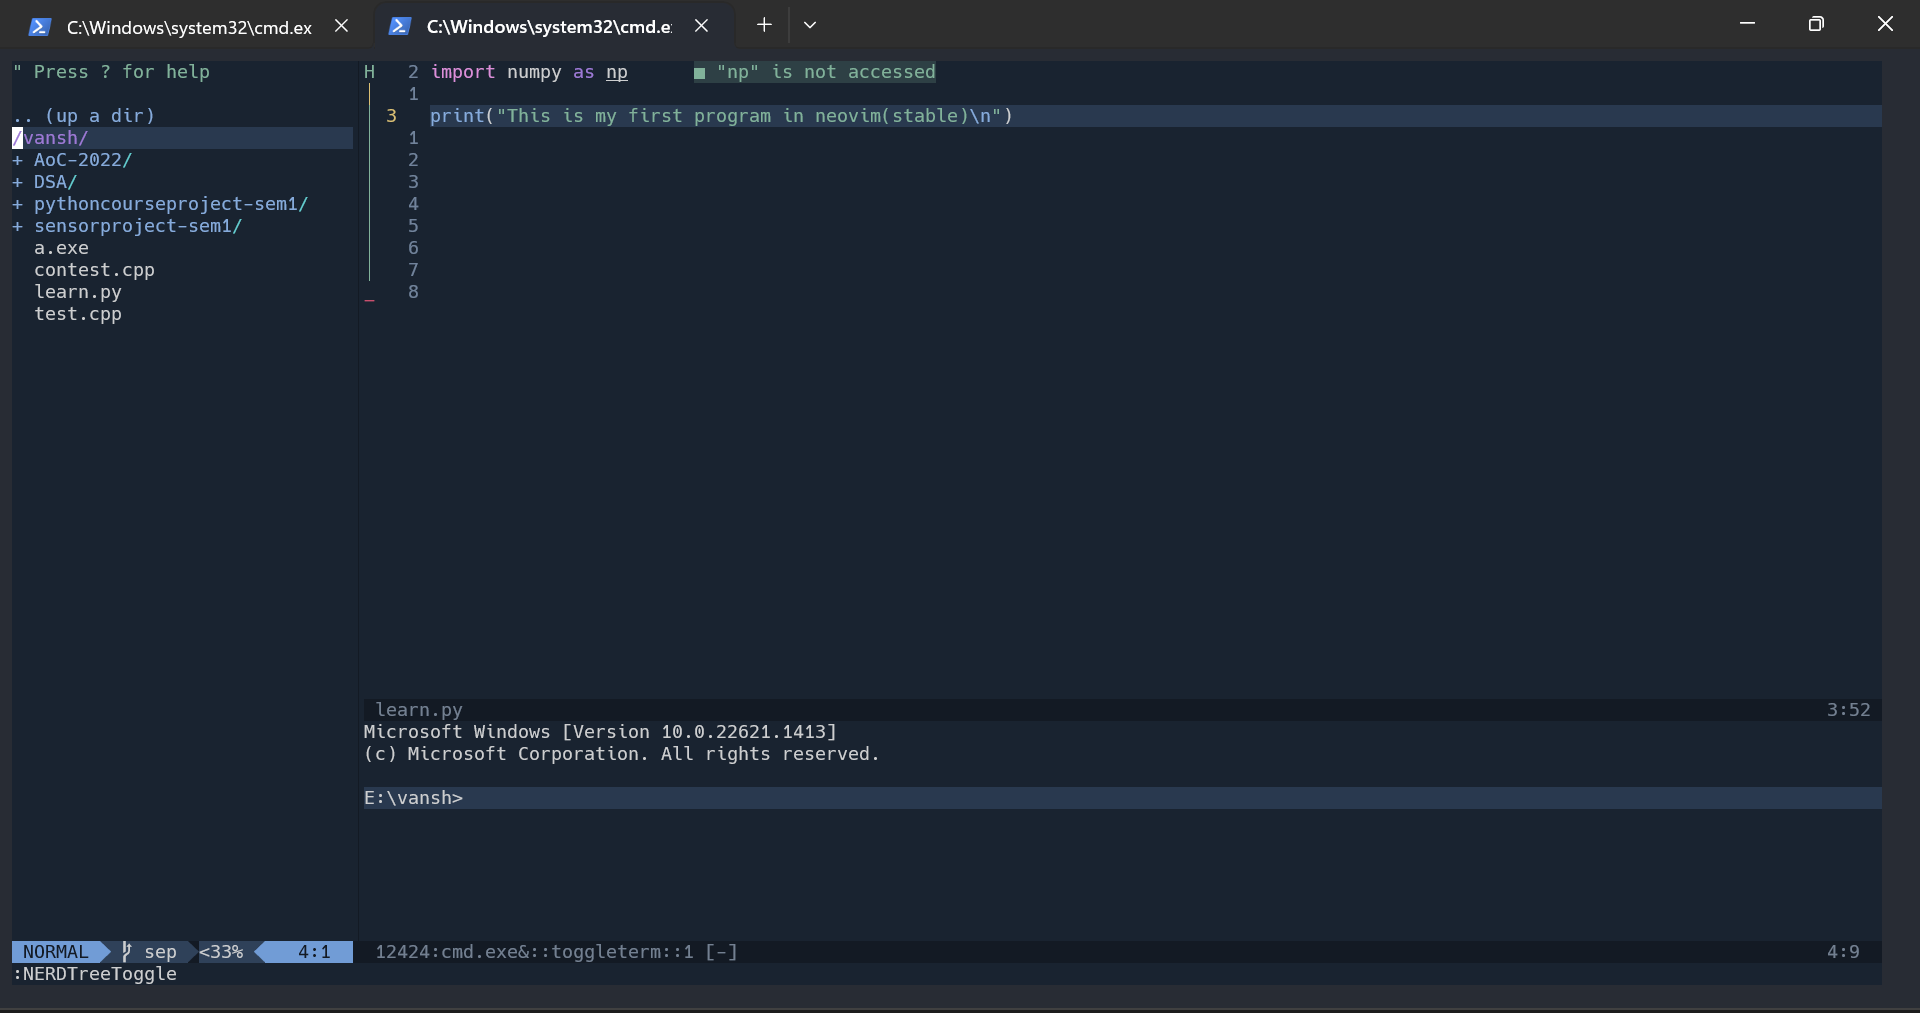 C:\Windows\system32\cmd.ex
C:\Windows\system32\cmd.e
" Press ? for help
.. (up a dir)
/vansh/
+ AoC-2022/
+ DSA/
+ pythoncourseproject-sem1/
+ sensorproject-sem1/
a.exe
contest.cpp
learn.py
test.cpp
NORMAL sep <33% 4:1
:NERDTreeToggle
H 2 import numpy as np ■ "np" is not accessed
1
3 print("This is my first program in neovim(stable)\n")
1
2
3
4
5
6
7
_ 8
learn.py 3:52
Microsoft Windows [Version 10.0.22621.1413]
(c) Microsoft Corporation. All rights reserved.
E:\vansh>
12424:cmd.exe&::toggleterm::1 [-] 4:9